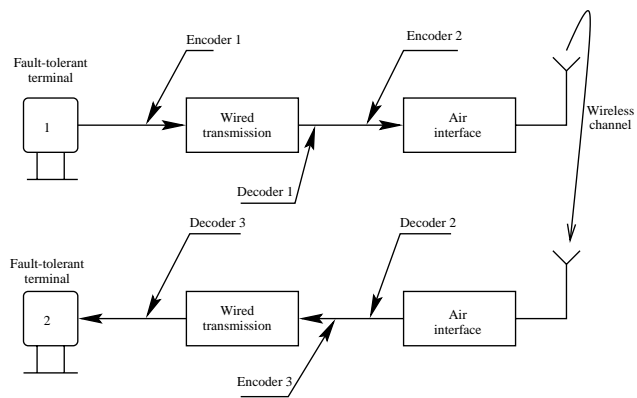 Encoder 1
Encoder 2
Fault-tolerant
terminal
1
Wired
transmission
Air
interface
Wireless
channel
Decoder 1
Decoder 3
Decoder 2
Fault-tolerant
terminal
2
Wired
transmission
Air
interface
Encoder 3